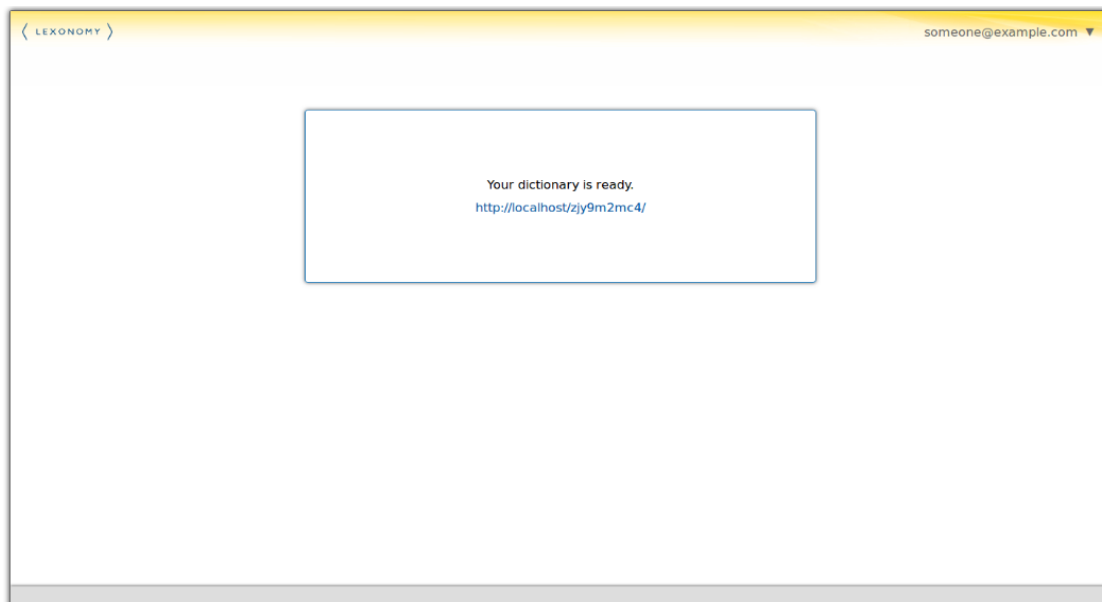 ⟨ LEXONOMY ⟩
someone@example.com ▼
Your dictionary is ready.
http://localhost/zjy9m2mc4/